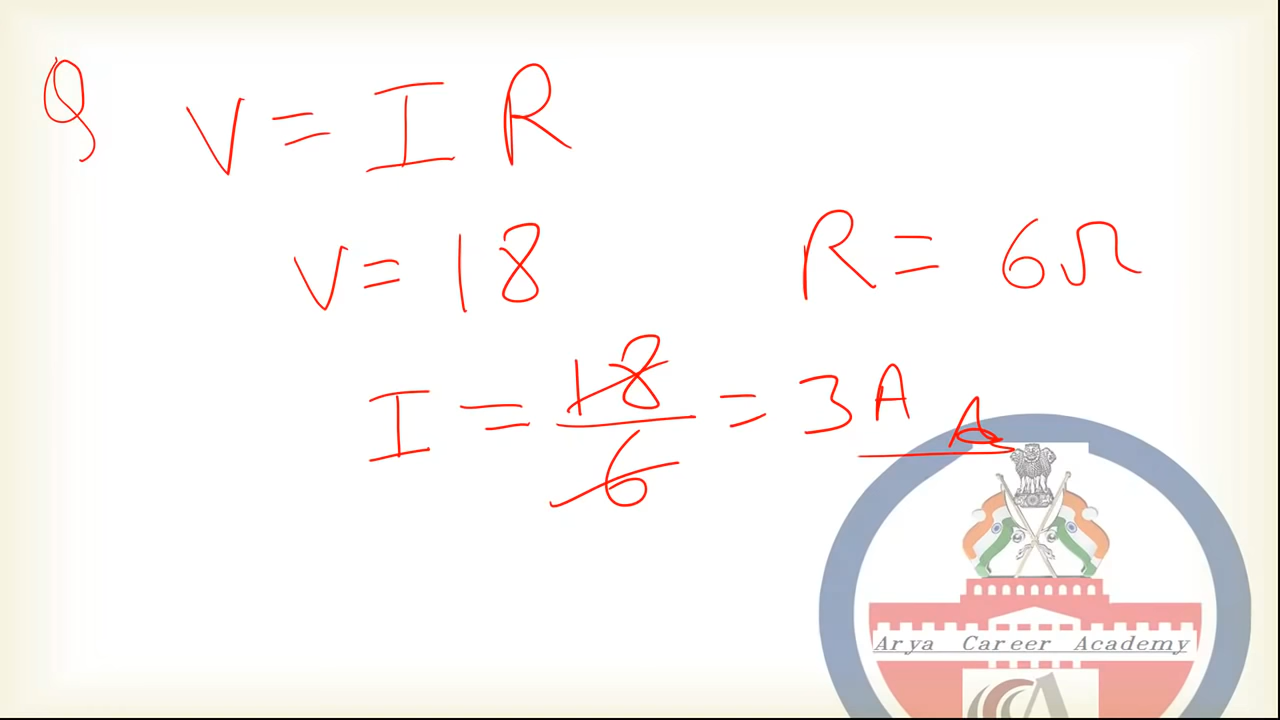 Q V = I R
V = 18 R = 6Ω
I = 18/6 = 3A A
Arya Career Academy